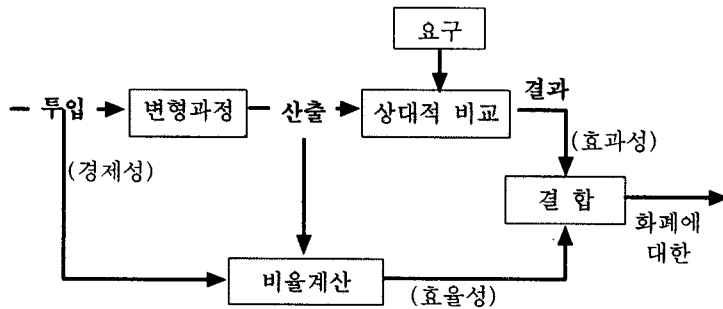 요구
투입
변형과정
산출
상대적 비교
결과
(경제성)
(효과성)
결 합
화폐에
대한
비율계산
(효율성)